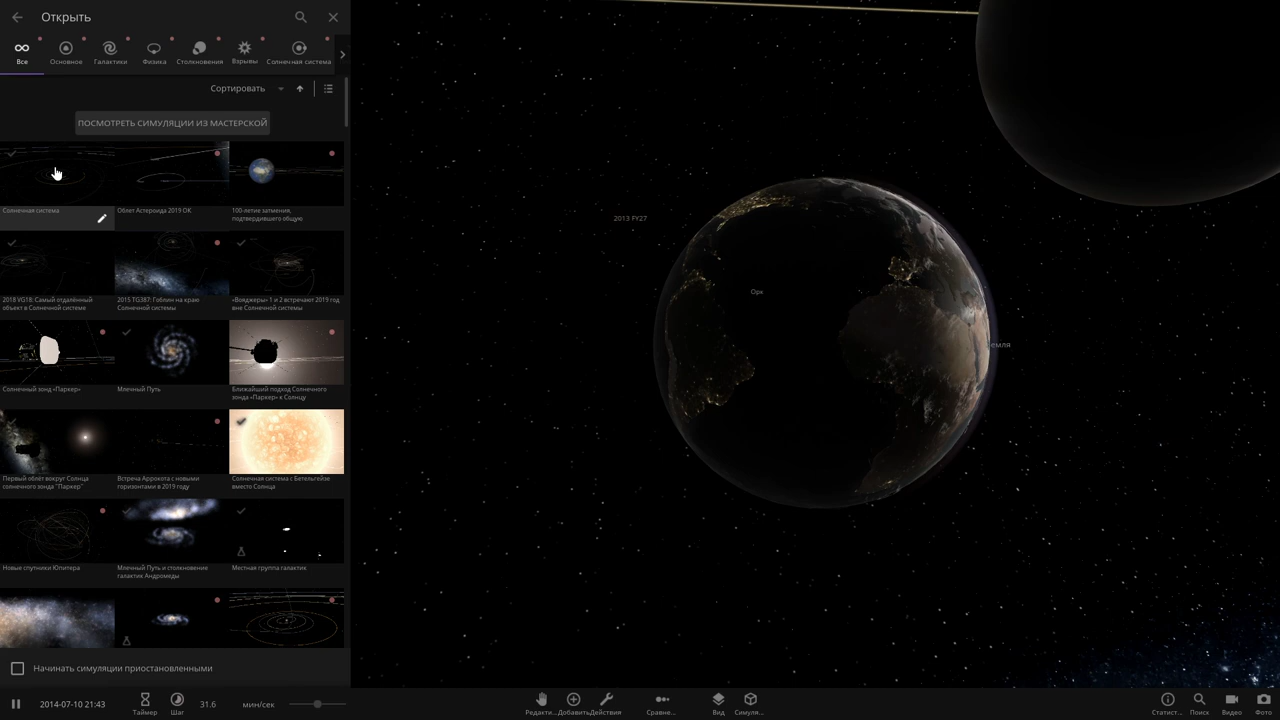 Открыть
Все
Основное
Галактики
Физика
Столкновения
Взрывы
Солнечная система
Сортировать
ПОСМОТРЕТЬ СИМУЛЯЦИИ ИЗ МАСТЕРСКОЙ
Солнечная система
Облет Астероида 2019 OK
100-летие затмения,
подтвердившего общую
2018 VG18: Самый отдалённый
объект в Солнечной системе
2015 TG387: Гоблин на краю
Солнечной системы
«Вояджеры» 1 и 2 встречают 2019 год
вне Солнечной системы
Солнечный зонд «Паркер»
Млечный Путь
Ближайший подход Солнечного
зонда «Паркер» к Солнцу
Первый облёт вокруг Солнца
солнечного зонда "Паркер"
Встреча Аррокота с новыми
горизонтами в 2019 году
Солнечная система с Бетельгейзе
вместо Солнца
Новые спутники Юпитера
Млечный Путь и столкновение
галактик Андромеды
Местная группа галактик
Начинать симуляции приостановленными
2013 FY27
Орк
Земля
2014-07-10 21:43
Таймер
Шаг
31.6
мин/сек
Редакти...
Добавить
Действия
Сравне...
Вид
Симуля...
Статист...
Поиск
Видео
Фото